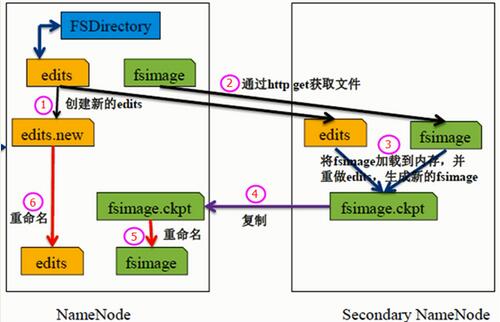 FSDirectory
edits
fsimage
② 通过http get获取文件
① 创建新的edits
edits.new
edits
fsimage
③
将fsimage加载到内存，并
重做edits，生成新的fsimage
⑥
重命名
fsimage.ckpt
④
复制
fsimage.ckpt
⑤ 重命名
edits
fsimage
NameNode
Secondary NameNode